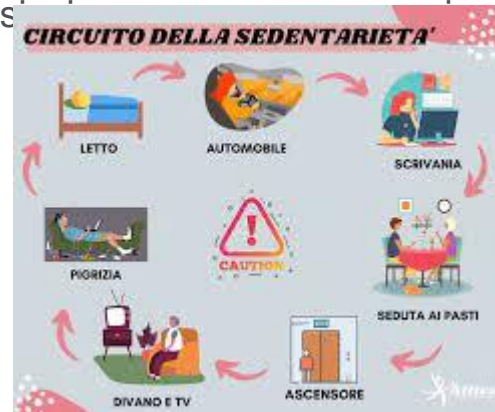 CIRCUITO DELLA SEDENTARIETA'
LETTO
AUTOMOBILE
SCRIVANIA
PIGRIZIA
CAUTION
SEDUTA AI PASTI
DIVANO E TV
ASCENSORE